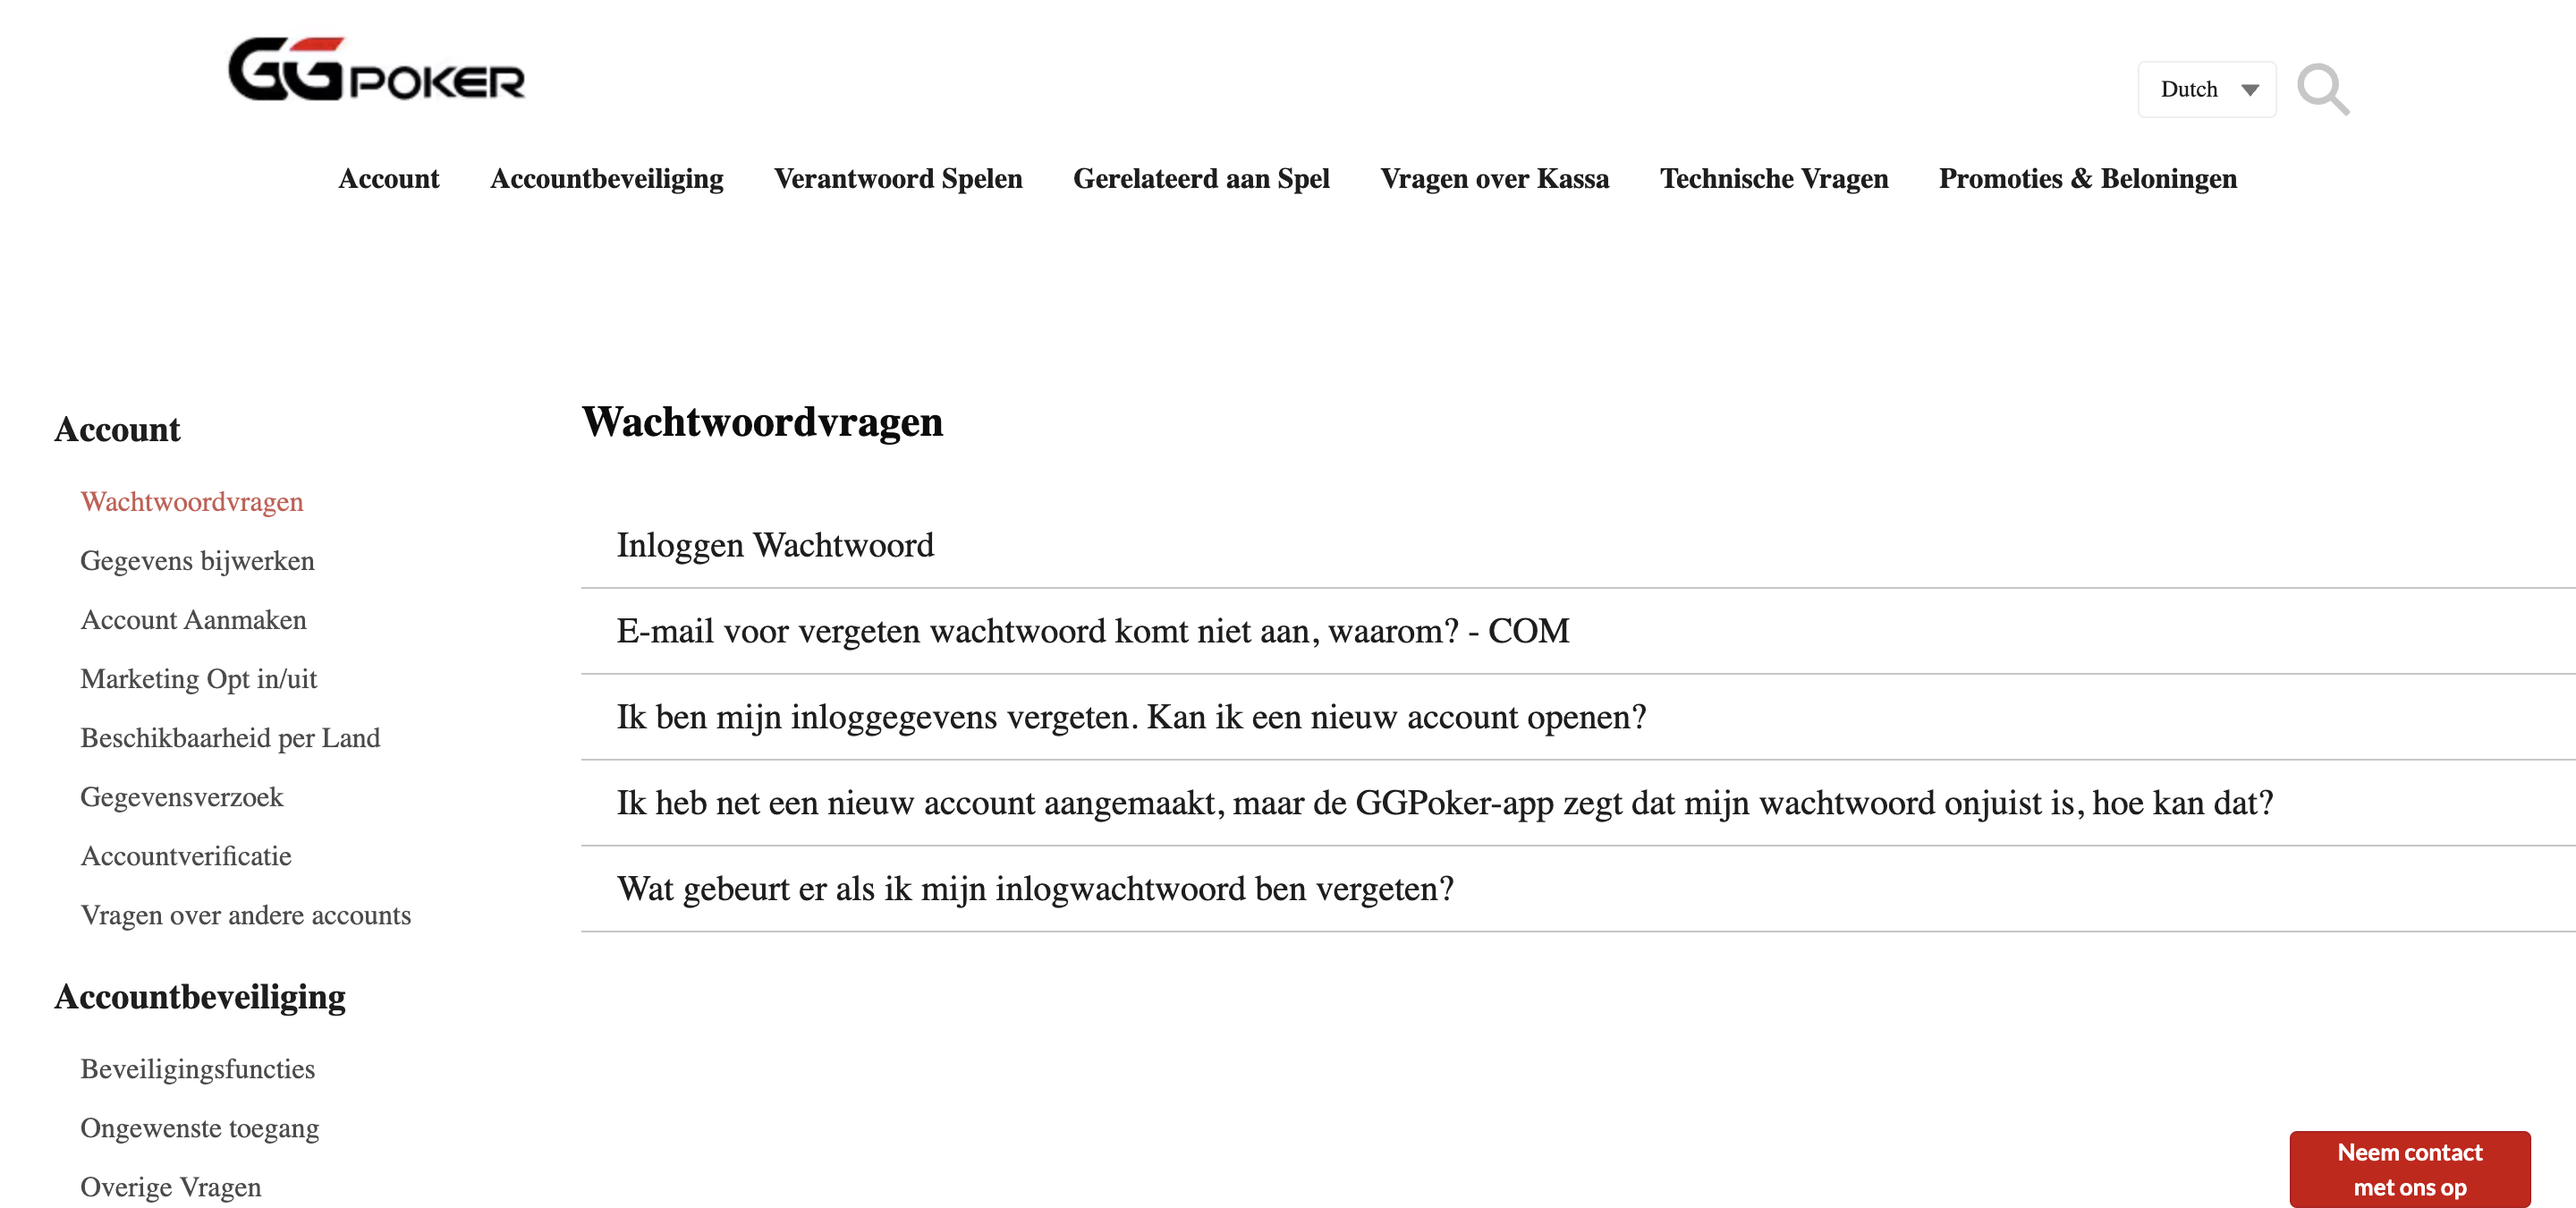 GGPOKER
Dutch
Account Accountbeveiliging Verantwoord Spelen Gerelateerd aan Spel Vragen over Kassa Technische Vragen Promoties & Beloningen
Account
Wachtwoordvragen
Gegevens bijwerken
Account Aanmaken
Marketing Opt in/uit
Beschikbaarheid per Land
Gegevensverzoek
Accountverificatie
Vragen over andere accounts
Accountbeveiliging
Beveiligingsfuncties
Ongewenste toegang
Overige Vragen
Wachtwoordvragen
Inloggen Wachtwoord
E-mail voor vergeten wachtwoord komt niet aan, waarom? - COM
Ik ben mijn inloggegevens vergeten. Kan ik een nieuw account openen?
Ik heb net een nieuw account aangemaakt, maar de GGPoker-app zegt dat mijn wachtwoord onjuist is, hoe kan dat?
Wat gebeurt er als ik mijn inlogwachtwoord ben vergeten?
Neem contact
met ons op